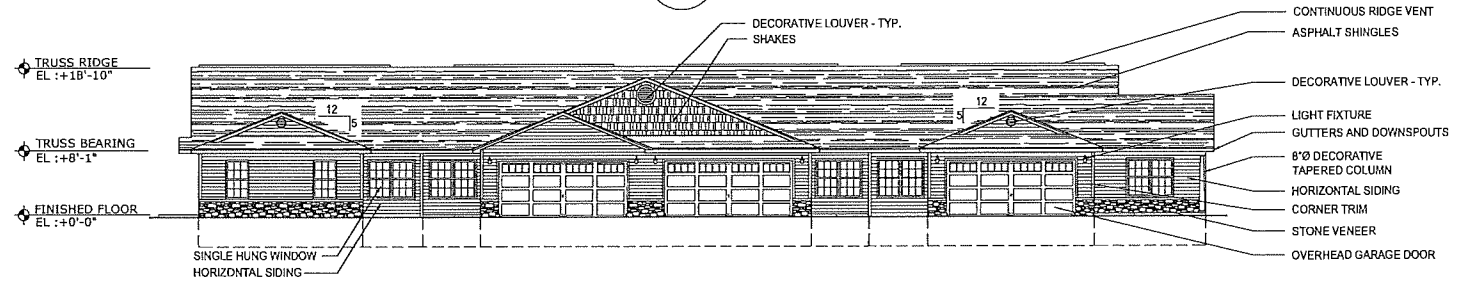 DECORATIVE LOUVER - TYP.
SHAKES
CONTINUOUS RIDGE VENT
ASPHALT SHINGLES
DECORATIVE LOUVER - TYP.
LIGHT FIXTURE
GUTTERS AND DOWNSPOUTS
8"Ø DECORATIVE
TAPERED COLUMN
HORIZONTAL SIDING
CORNER TRIM
STONE VENEER
OVERHEAD GARAGE DOOR
TRUSS RIDGE
EL :+18'-10"
TRUSS BEARING
EL :+8'-1"
FINISHED FLOOR
EL :+0'-0"
12
5
12
5
SINGLE HUNG WINDOW
HORIZONTAL SIDING